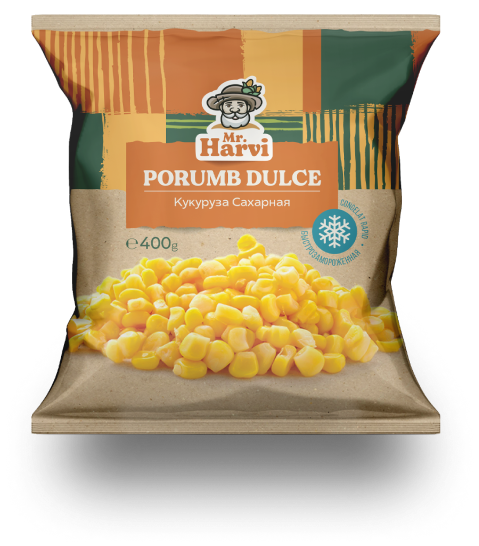 Mr.
Harvi
PORUMB DULCE
Кукуруза Сахарная
CONGELAT RAPID •
БЫСТРОЗАМОРОЖЕННАЯ •
℮400g